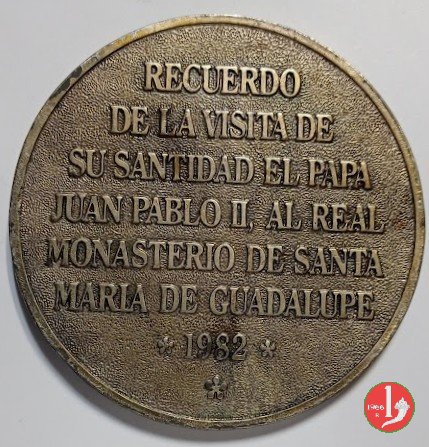 RECUERDO
DE LA VISITA DE
SU SANTIDAD EL PAPA
JUAN PABLO II, AL REAL
MONASTERIO DE SANTA
MARIA DE GUADALUPE
1982
1966